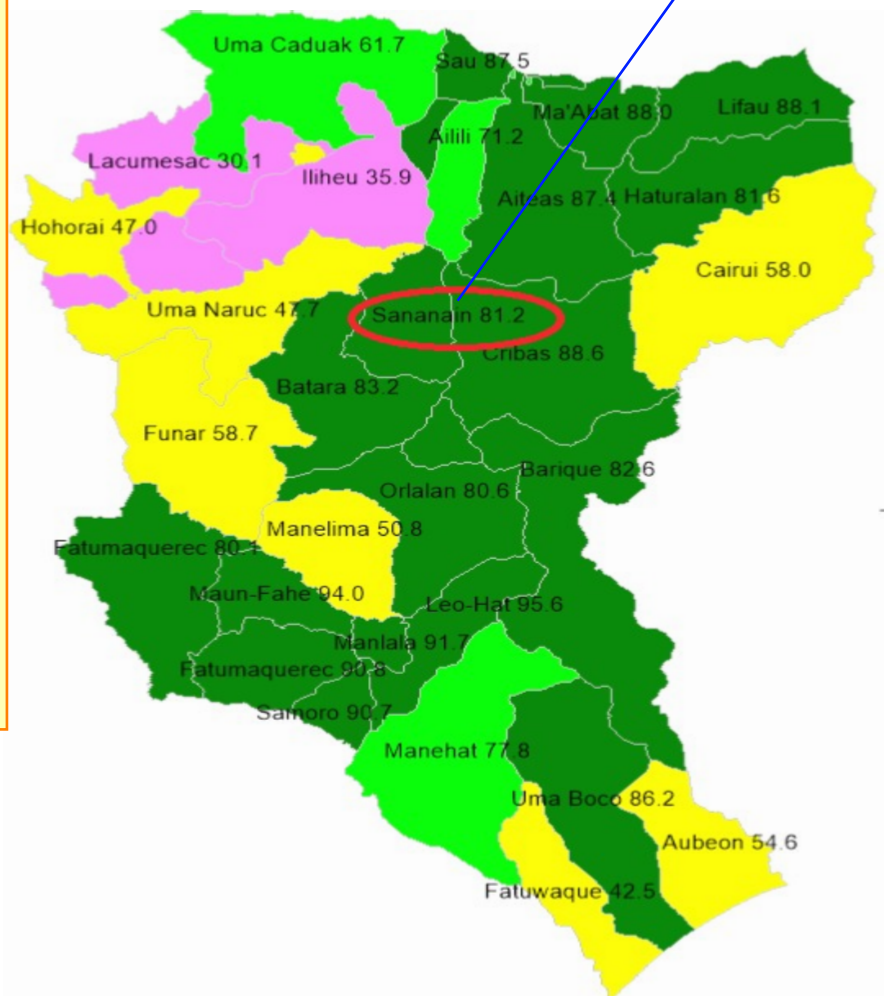 Uma Caduak 61.7
Sau 87.5
Ma'Abat 88.0
Lifau 88.1
Ailili 71.2
Lacumesac 30.1
Iliheu 35.9
Aiteas 87.4
Haturalan 81.6
Hohorai 47.0
Cairui 58.0
Uma Naruc 47.7
Sananain 81.2
Cribas 88.6
Batara 83.2
Funar 58.7
Barique 82.6
Orlalan 80.6
Manelima 50.8
Fatumaquerec 80.1
Maun-Fahe 94.0
Leo-Hat 95.6
Manlala 91.7
Fatumaquerec 90.8
Samoro 90.7
Manehat 77.8
Uma Boco 86.2
Aubeon 54.6
Fatuwaque 42.5